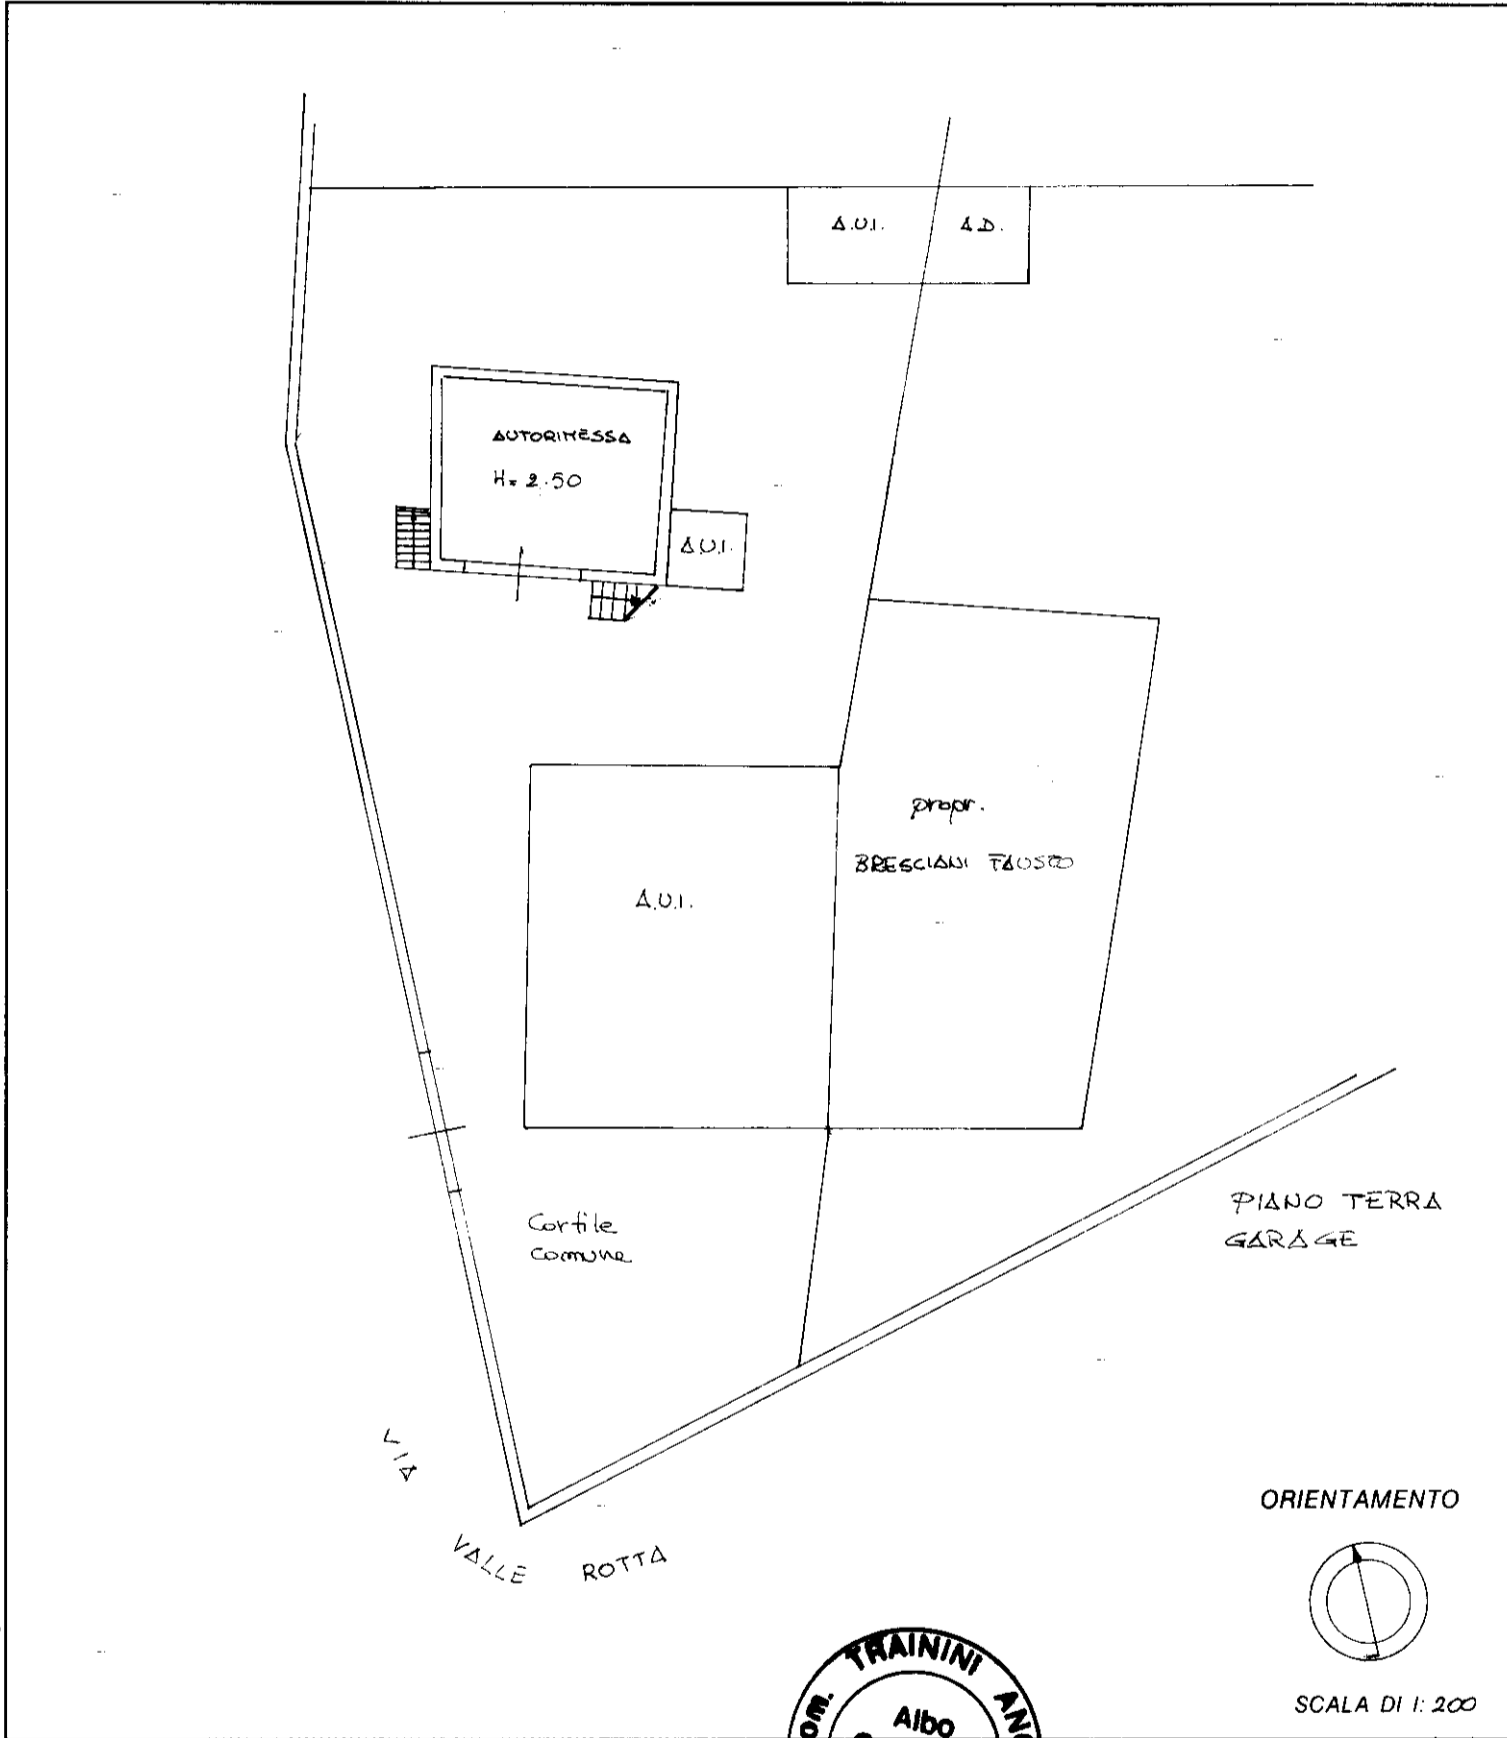 A.U.I. A.D.
AUTORIMESSA
H= 2.50
A.U.I.
propr.
BRESCIANI FAUSTO
A.U.I.
Cortile
comune
PIANO TERRA
GARAGE
VIA
VALLE ROTTA
ORIENTAMENTO
SCALA DI 1: 200
TRAININI
Albo